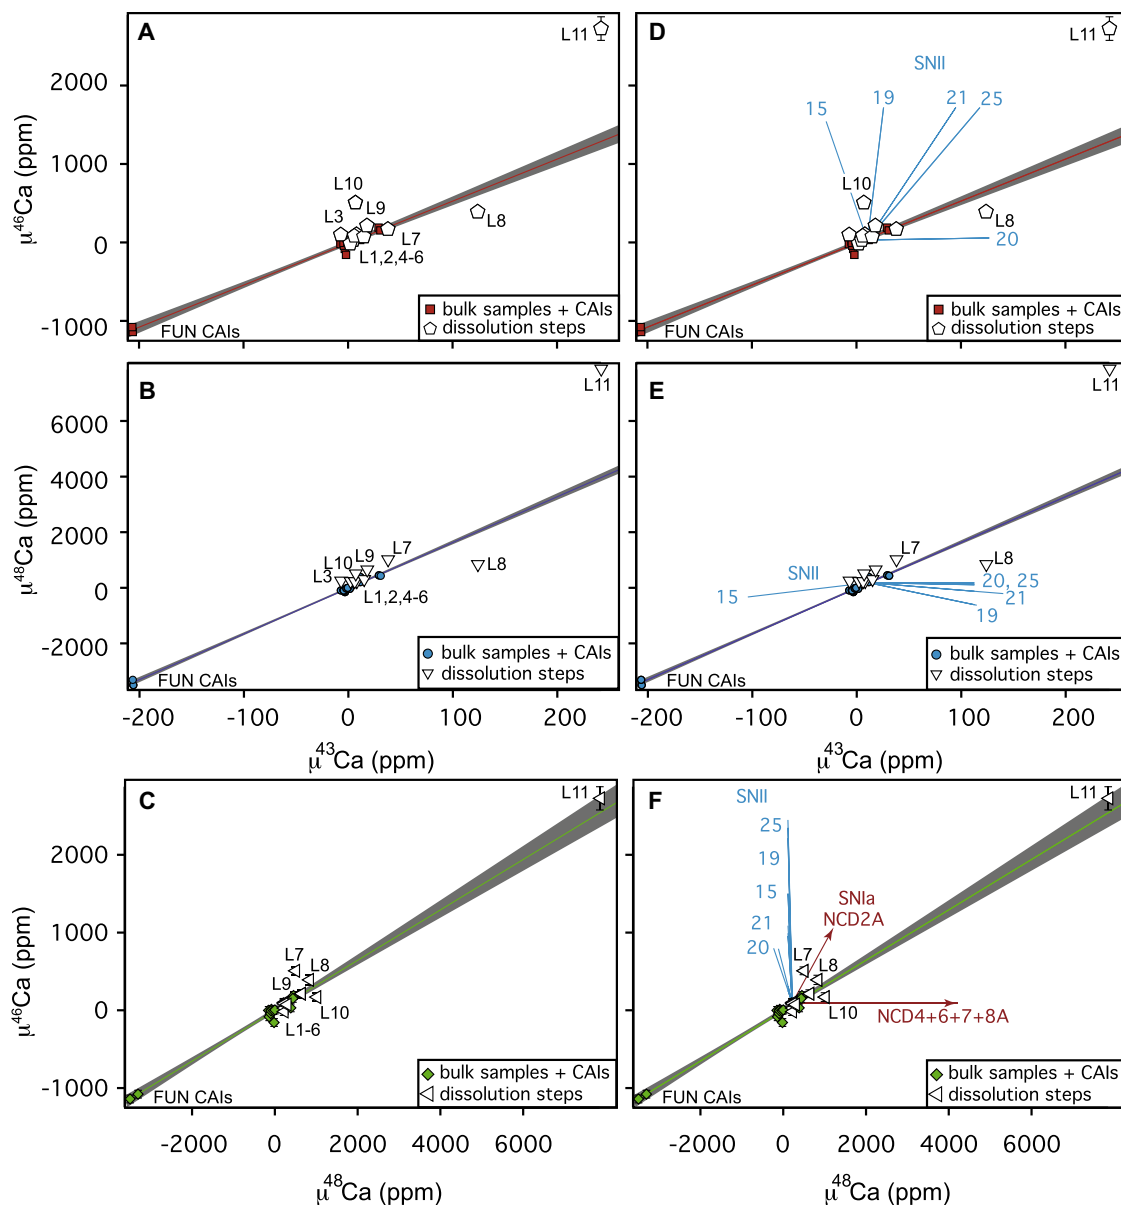 A
L11
2000
1000
0
-1000
μ46Ca (ppm)
L10
L9
L3
L7
L8
L1,2,4-6
FUN CAIs
bulk samples + CAIs
dissolution steps
-200
-100
0
100
200
D
L11
SNII
15
19
21
25
L10
L8
20
FUN CAIs
bulk samples + CAIs
dissolution steps
B
L11
6000
4000
2000
0
-2000
μ48Ca (ppm)
L10
L9
L7
L3
L8
L1,2,4-6
FUN CAIs
bulk samples + CAIs
dissolution steps
-200
-100
0
100
200
μ43Ca (ppm)
E
L11
L7
L8
SNII
15
20, 25
21
19
FUN CAIs
bulk samples + CAIs
dissolution steps
-200
-100
0
100
200
μ43Ca (ppm)
C
L11
2000
1000
0
-1000
μ46Ca (ppm)
L7
L8
L9
L10
L1-6
FUN CAIs
bulk samples + CAIs
dissolution steps
-2000
0
2000
4000
6000
μ48Ca (ppm)
F
L11
SNII
25
19
15
21
20
SNIa
NCD2A
L7
L8
L10
NCD4+6+7+8A
FUN CAIs
bulk samples + CAIs
dissolution steps
-2000
0
2000
4000
6000
μ48Ca (ppm)